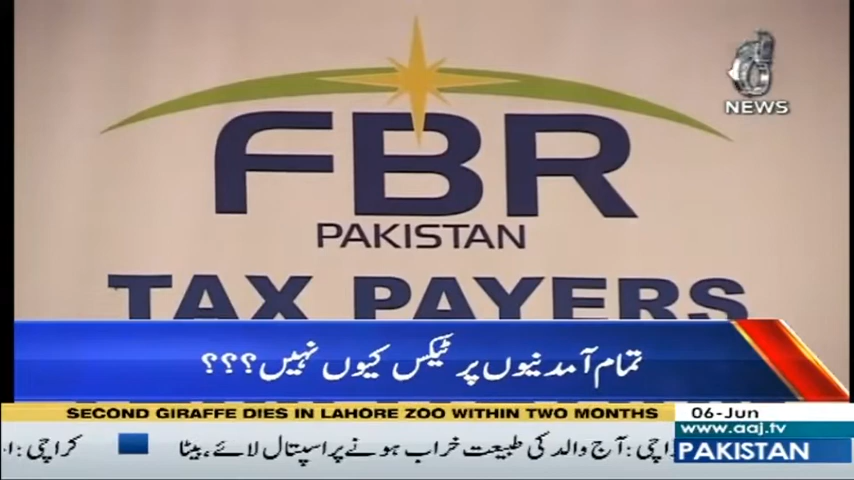 NEWS
FBR
PAKISTAN
TAX PAYERS
تمام آمدنیوں پر ٹیکس کیوں نہیں؟؟؟
SECOND GIRAFFE DIES IN LAHORE ZOO WITHIN TWO MONTHS
06-Jun
www.aaj.tv
PAKISTAN
کراچی: آج والد کی طبیعت خراب ہونے پر اسپتال لائے، بیٹا
کراچی: